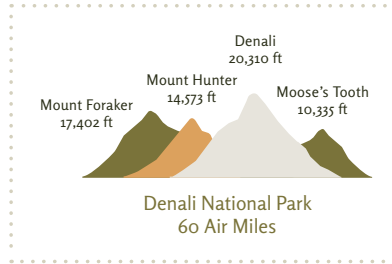 Denali
20,310 ft
Mount Hunter
14,573 ft
Moose's Tooth
10,335 ft
Mount Foraker
17,402 ft
Denali National Park
60 Air Miles